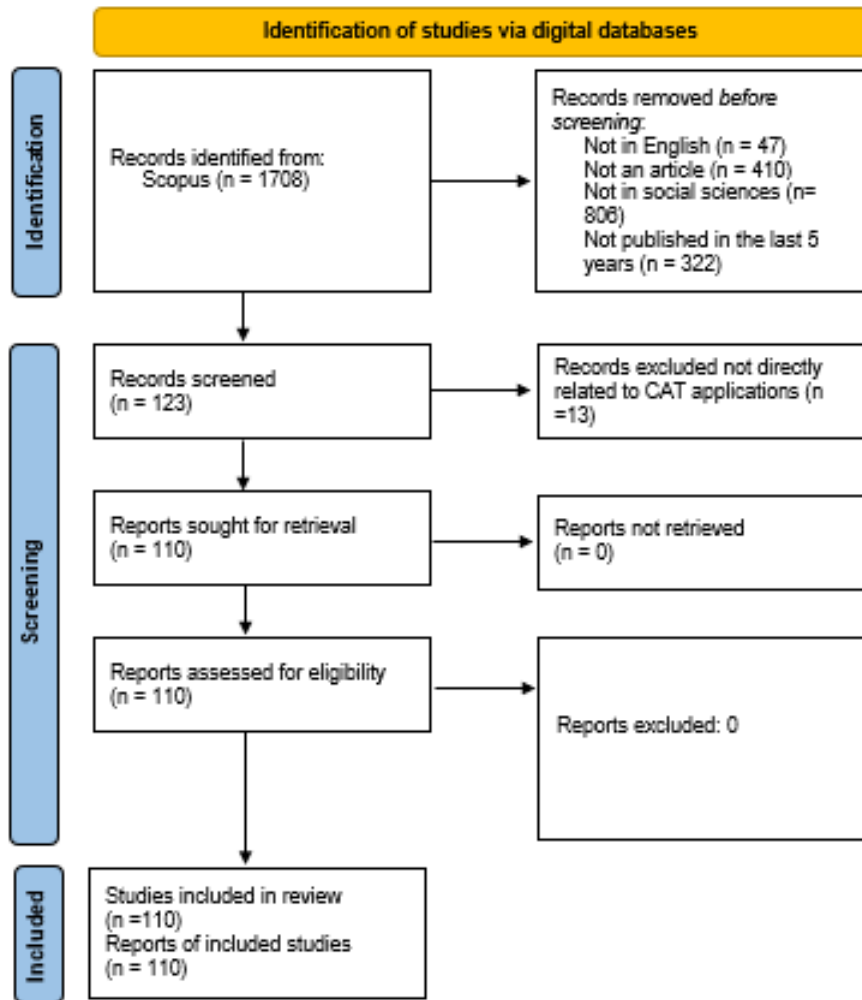 Identification of studies via digital databases
Identification
Records identified from:
Scopus (n = 1708)
Records removed before
screening:
Not in English (n = 47)
Not an article (n = 410)
Not in social sciences (n=
806)
Not published in the last 5
years (n = 322)
Screening
Records screened
(n = 123)
Records excluded not directly
related to CAT applications (n
=13)
Reports sought for retrieval
(n = 110)
Reports not retrieved
(n = 0)
Reports assessed for eligibility
(n = 110)
Reports excluded: 0
Included
Studies included in review
(n =110)
Reports of included studies
(n = 110)